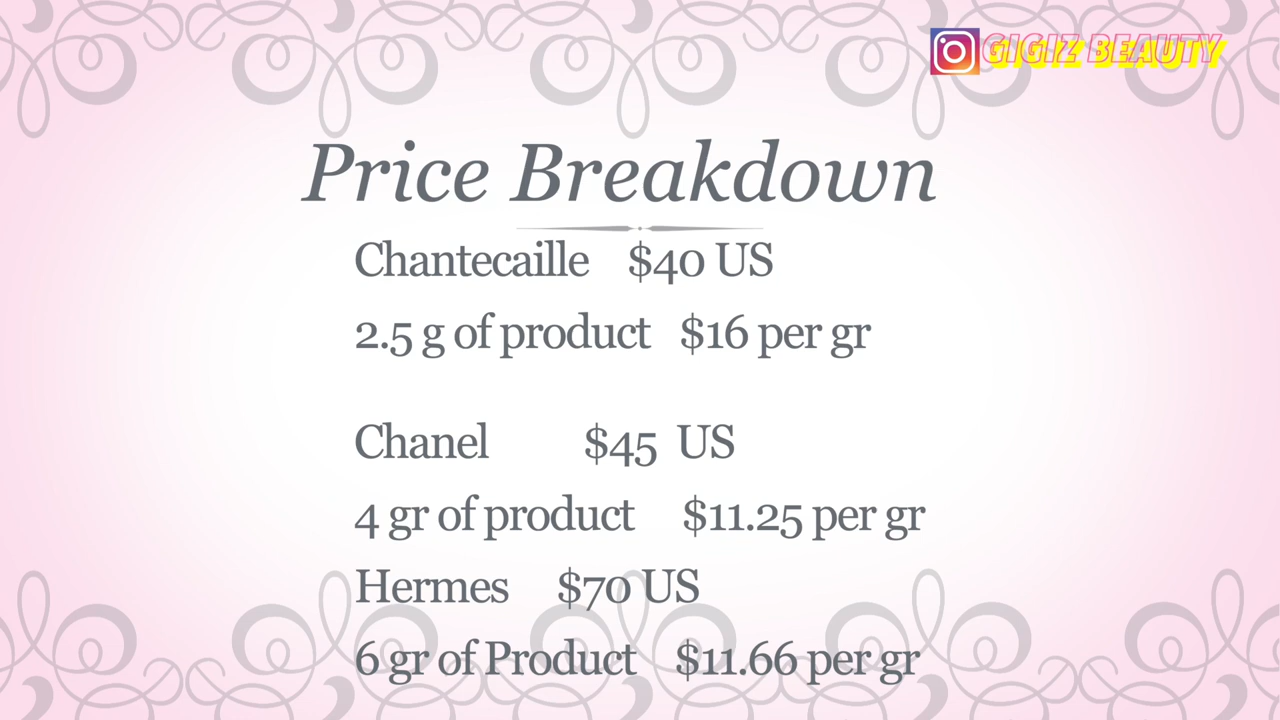 GIGIZ BEAUTY
Price Breakdown
Chantecaille $40 US
2.5 g of product $16 per gr
Chanel $45 US
4 gr of product $11.25 per gr
Hermes $70 US
6 gr of Product $11.66 per gr